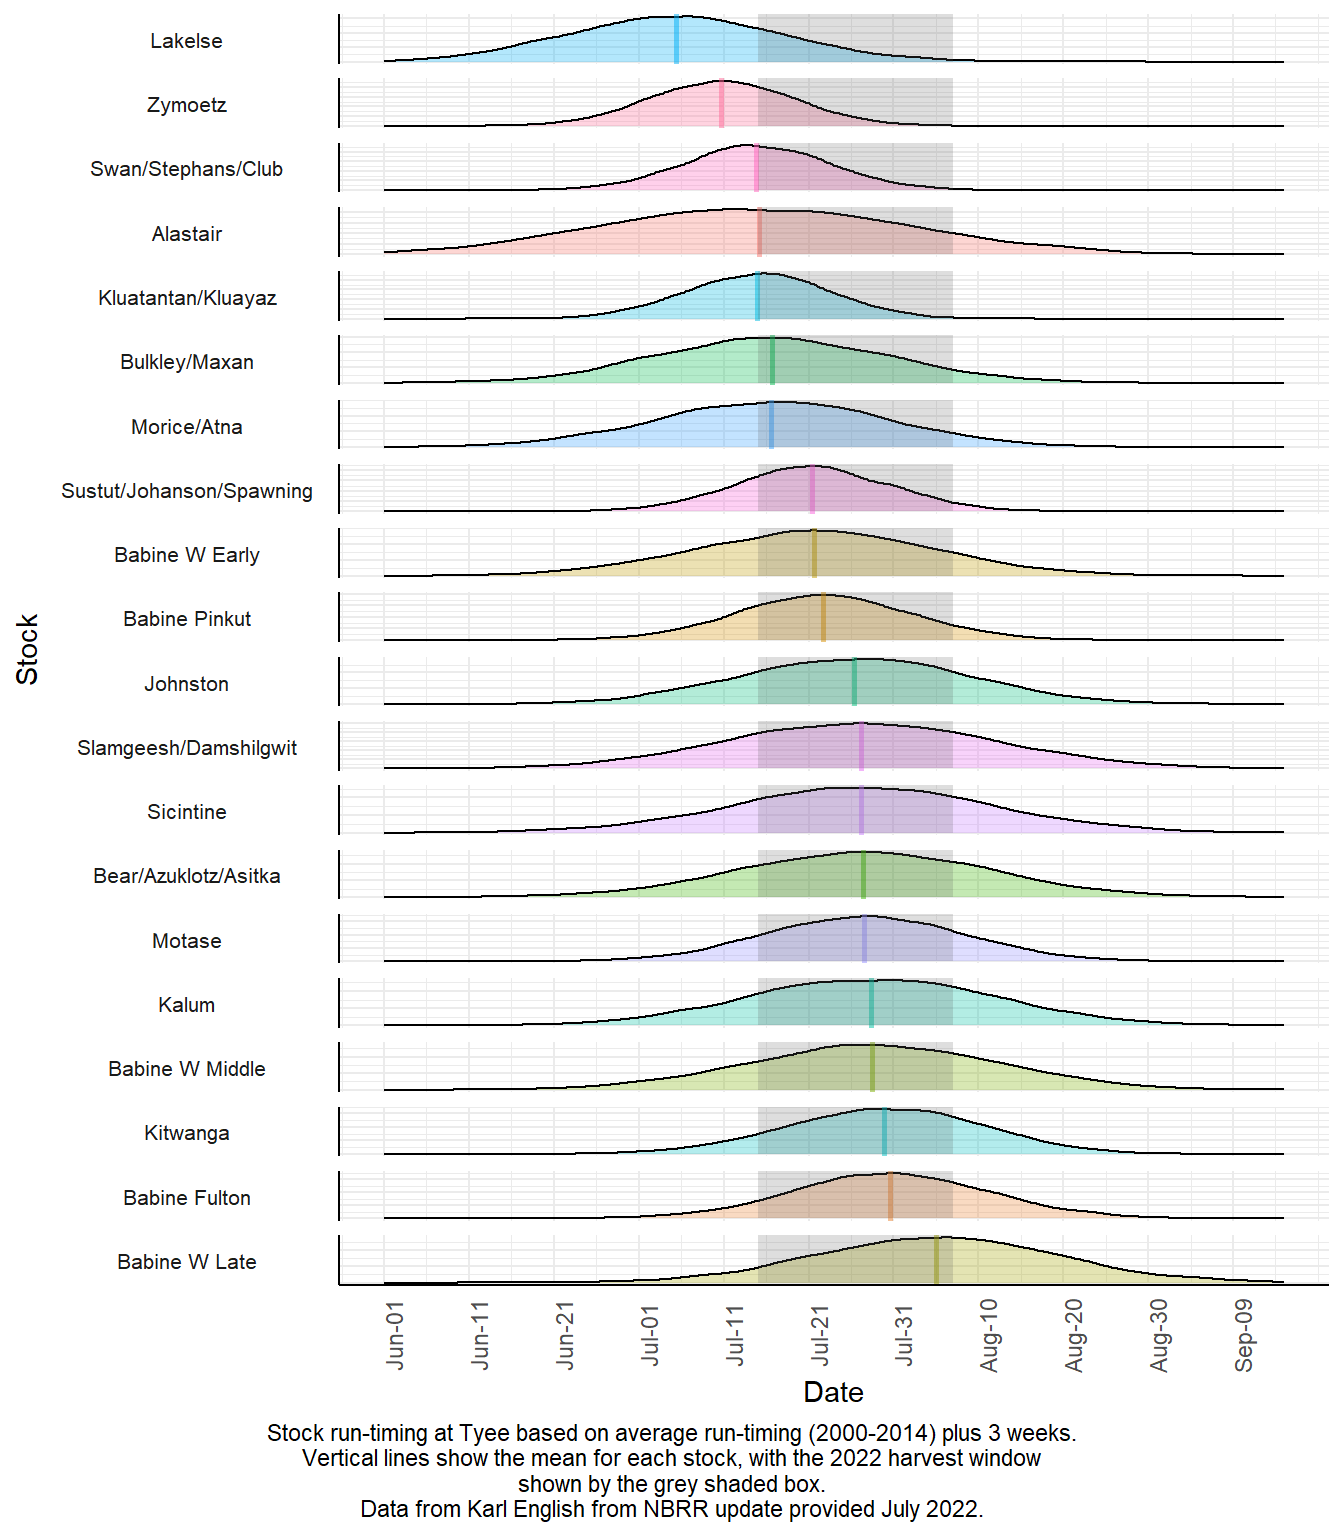 Lakelse
Zymoetz
Swan/Stephans/Club
Alastair
Kluatantan/Kluayaz
Bulkley/Maxan
Morice/Atna
Sustut/Johanson/Spawning
Babine W Early
Babine Pinkut
Johnston
Slamgeesh/Damshilgwit
Sicintine
Bear/Azuklotz/Asitka
Motase
Kalum
Babine W Middle
Kitwanga
Babine Fulton
Babine W Late
Stock
Jun-01
Jun-11
Jun-21
Jul-01
Jul-11
Jul-21
Jul-31
Aug-10
Aug-20
Aug-30
Sep-09
Date
Stock run-timing at Tyee based on average run-timing (2000-2014) plus 3 weeks.
Vertical lines show the mean for each stock, with the 2022 harvest window
shown by the grey shaded box.
Data from Karl English from NBRR update provided July 2022.